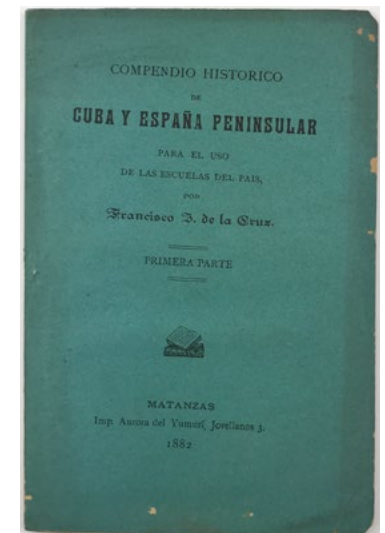 COMPENDIO HISTORICO
DE
CUBA Y ESPAÑA PENINSULAR
PARA EL USO
DE LAS ESCUELAS DEL PAIS,
POR
Francisco J. de la Cruz.
PRIMERA PARTE
MATANZAS
Imp. Aurora del Yumurí, Jovellanos 3.
1882